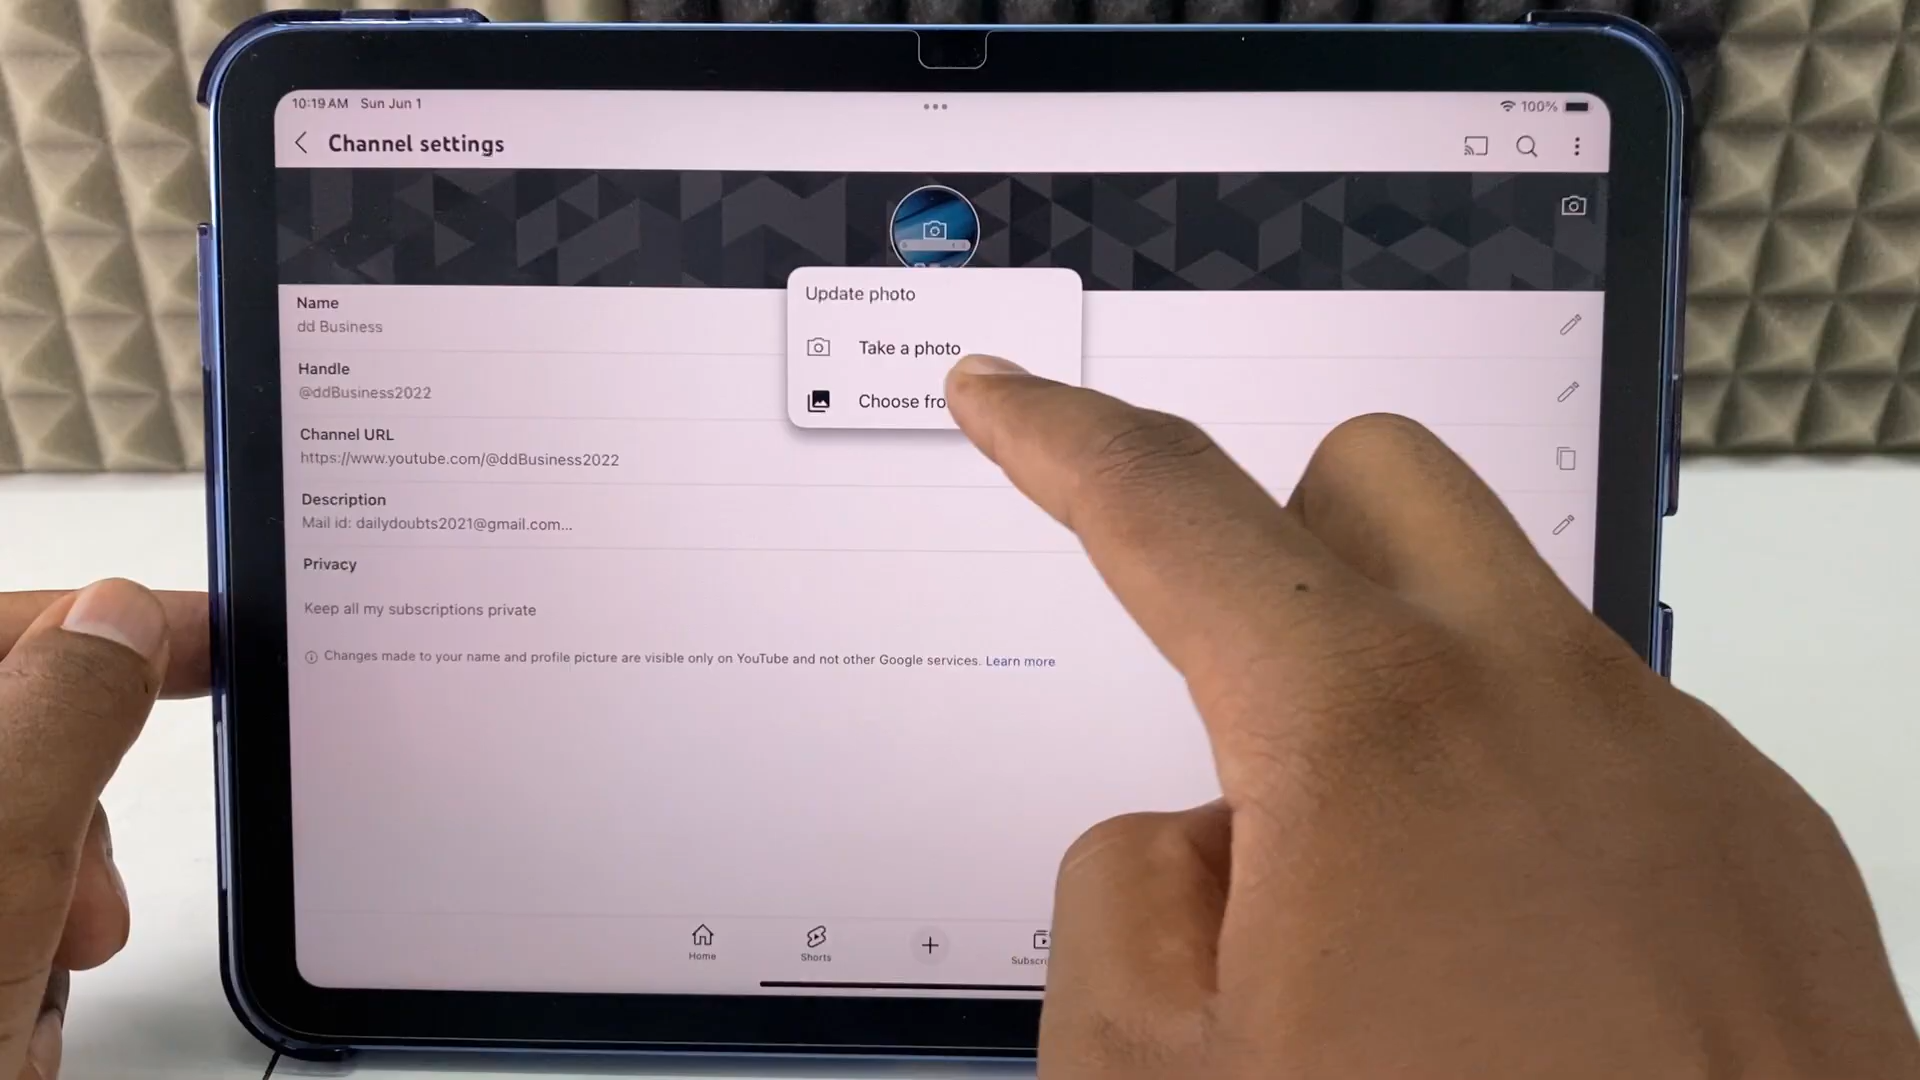 10:19 AM Sun Jun 1
100%
Channel settings
Update photo
Take a photo
Choose
Name
dd Business
Handle
@ddBusiness2022
Channel URL
https://www.youtube.com/@ddBusiness2022
Description
Mail id: dailydoubts2021@gmail.com...
Privacy
Keep all my subscriptions private
Changes made to your name and profile picture are visible only on YouTube and not other Google services. Learn more
Home
Shorts